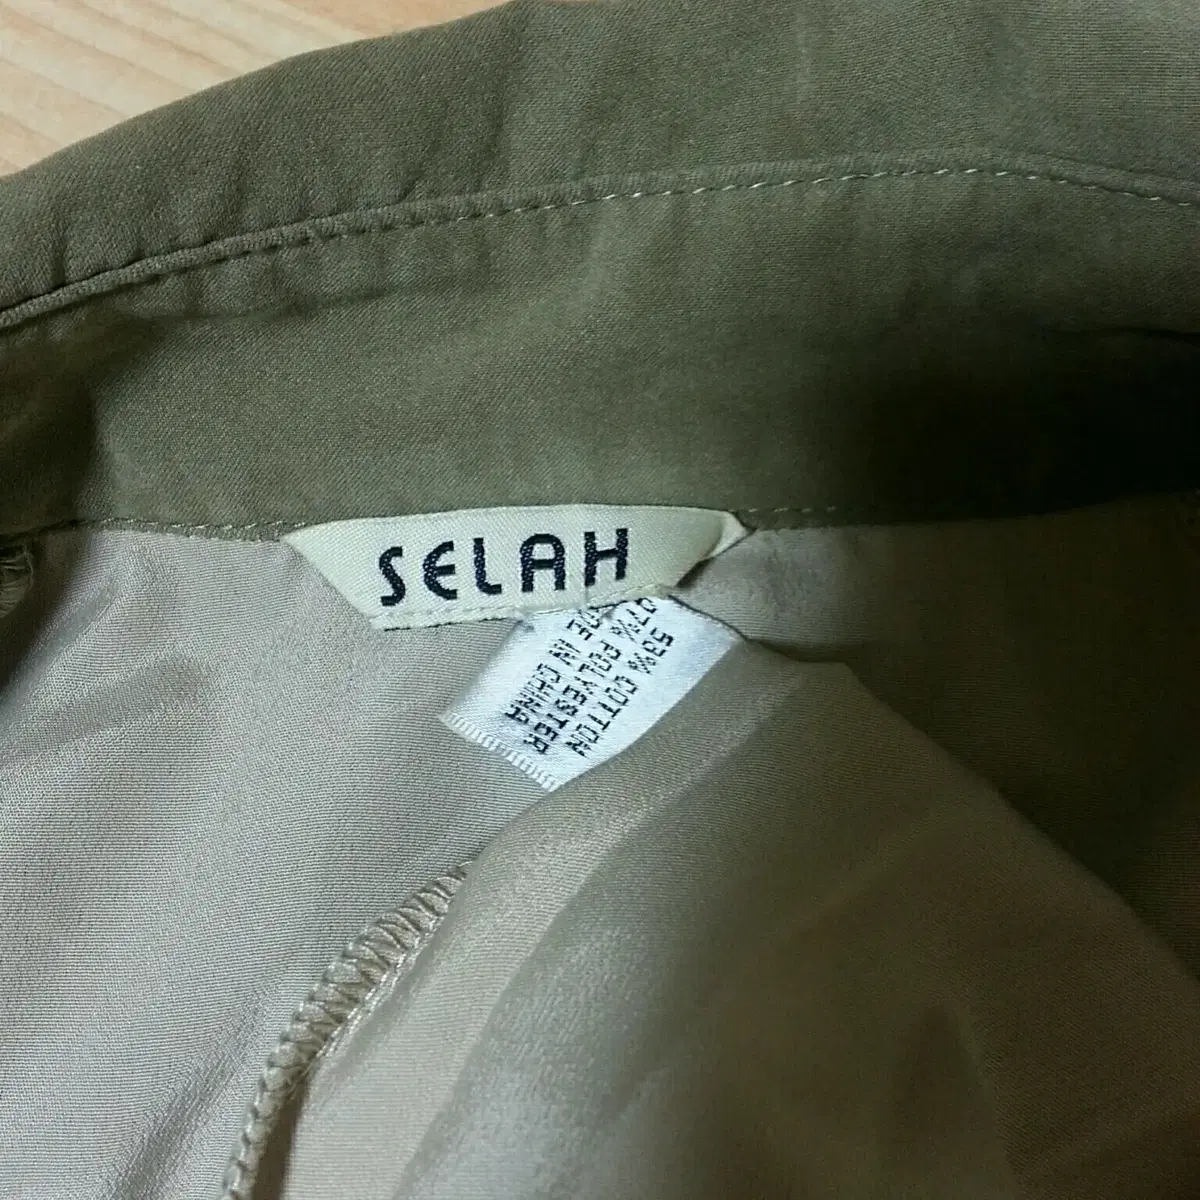 SELAH
53% COTTON
47% POLYESTER
MADE IN CHINA